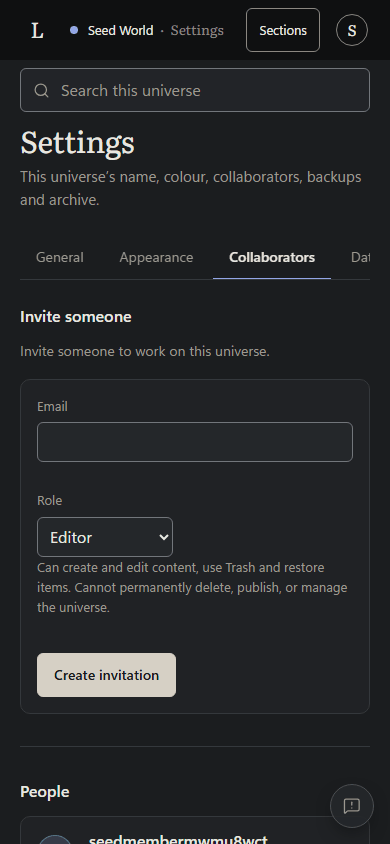 L
Seed World · Settings
Sections
S
Search this universe
Settings
This universe's name, colour, collaborators, backups
and archive.
General
Appearance
Collaborators
Dat
Invite someone
Invite someone to work on this universe.
Email
Role
Editor
Can create and edit content, use Trash and restore
items. Cannot permanently delete, publish, or manage
the universe.
Create invitation
People
seedmembermwmu8wct